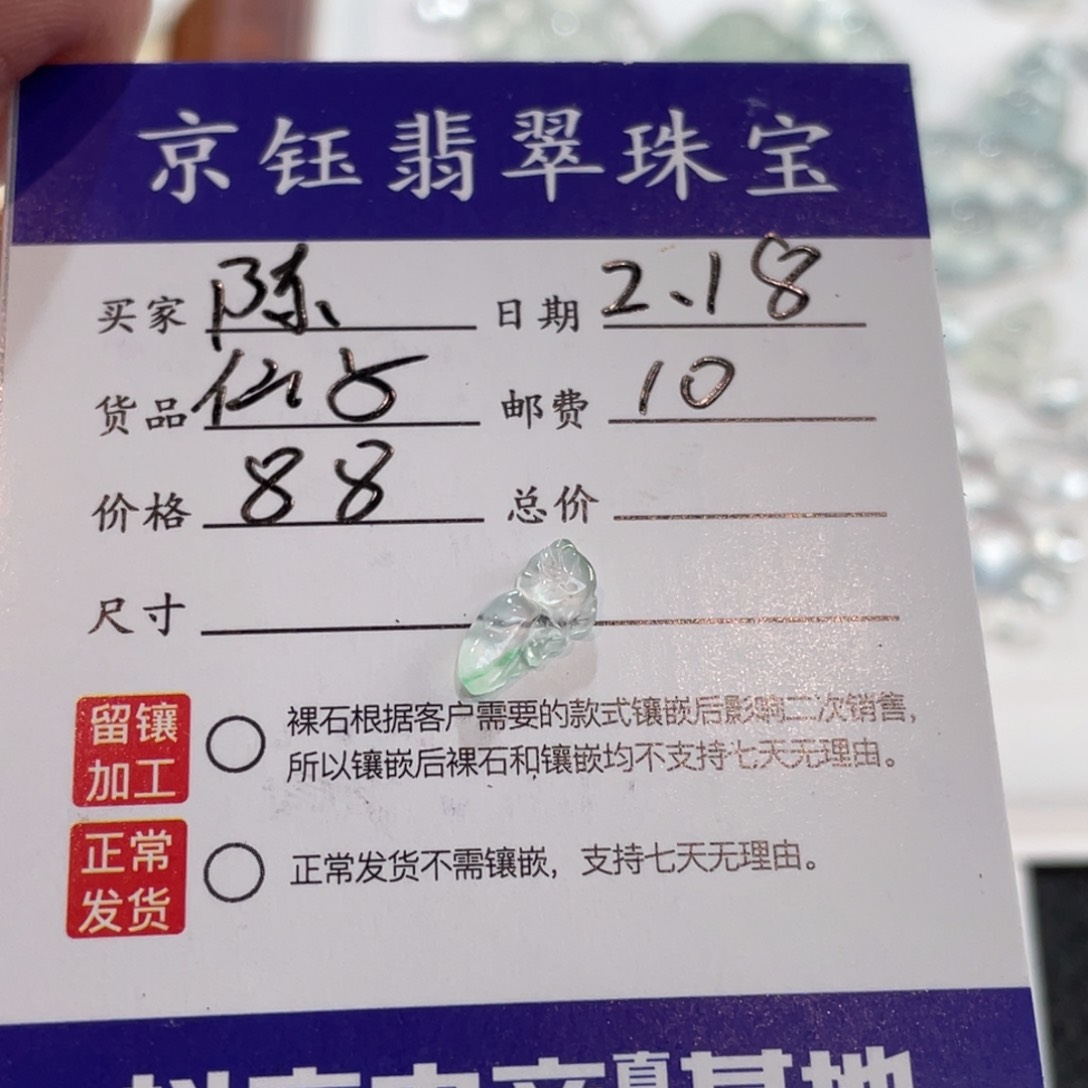 京钰翡翠珠宝
买家 陈 日期 2.18
货品 邮费 10
价格 88 总价
尺寸
留镶加工 裸石根据客户需要的款式镶嵌后影响二次销售，
所以镶嵌后裸石和镶嵌均不支持七天无理由。
正常发货 正常发货不需镶嵌，支持七天无理由。